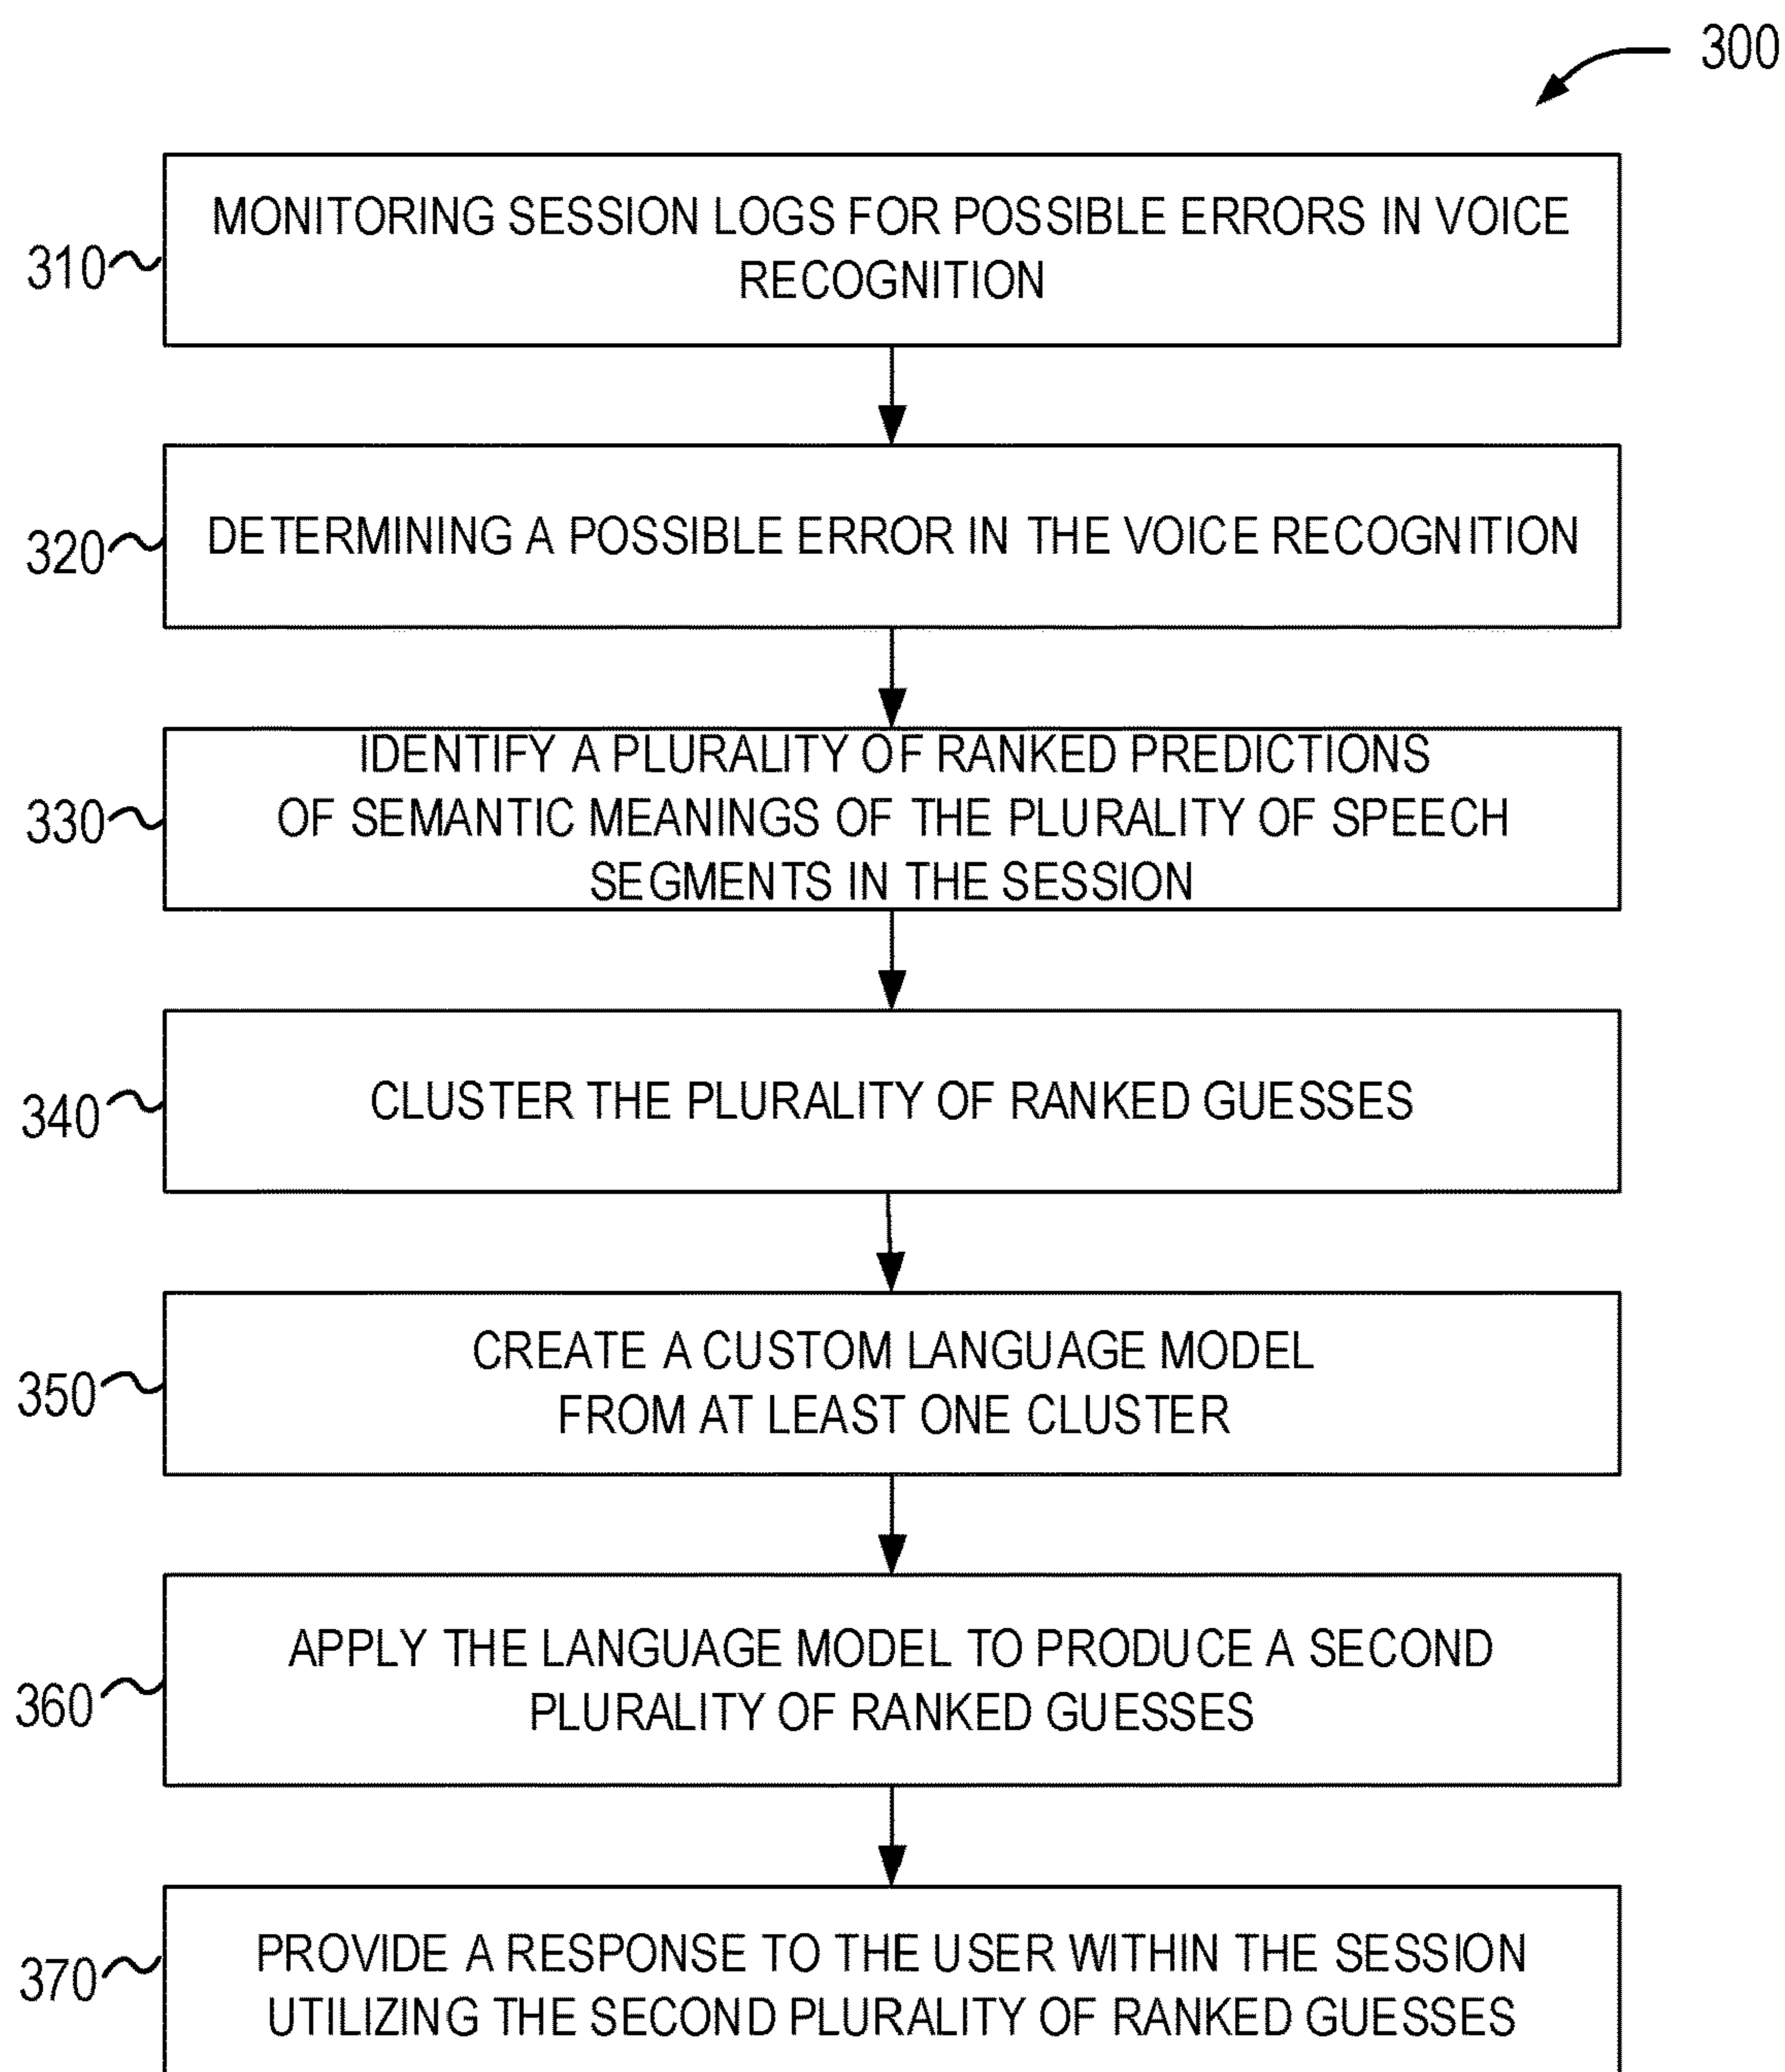 300
MONITORING SESSION LOGS FOR POSSIBLE ERRORS IN VOICE
RECOGNITION
310
DETERMINING A POSSIBLE ERROR IN THE VOICE RECOGNITION
320
IDENTIFY A PLURALITY OF RANKED PREDICTIONS
OF SEMANTIC MEANINGS OF THE PLURALITY OF SPEECH
SEGMENTS IN THE SESSION
330
CLUSTER THE PLURALITY OF RANKED GUESSES
340
CREATE A CUSTOM LANGUAGE MODEL
FROM AT LEAST ONE CLUSTER
350
APPLY THE LANGUAGE MODEL TO PRODUCE A SECOND
PLURALITY OF RANKED GUESSES
360
PROVIDE A RESPONSE TO THE USER WITHIN THE SESSION
UTILIZING THE SECOND PLURALITY OF RANKED GUESSES
370